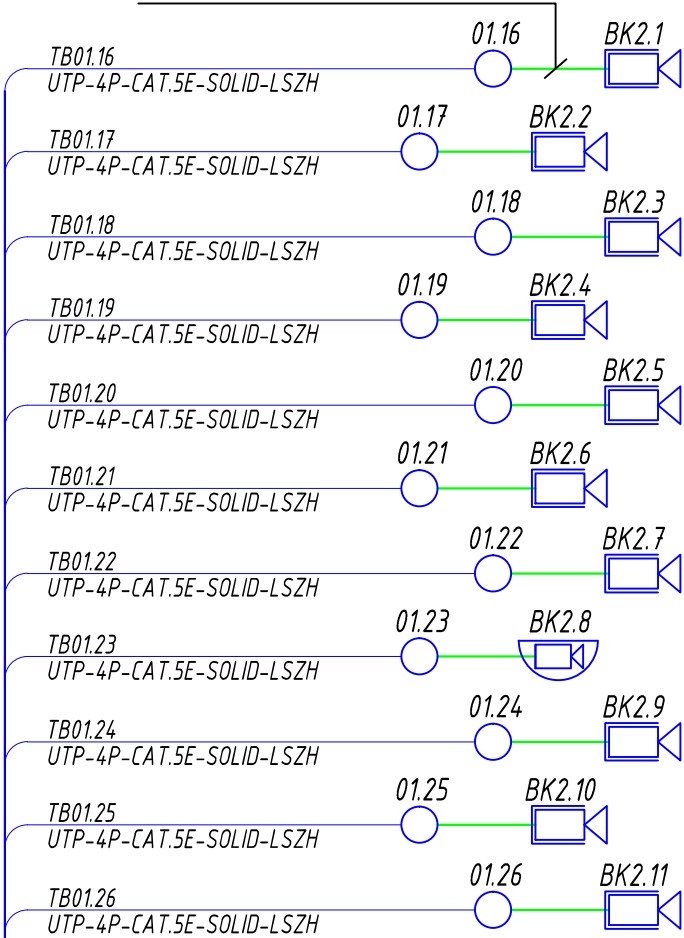 01.16 BK2.1
TB01.16
UTP-4P-CAT.5E-SOLID-LSZH
01.17 BK2.2
TB01.17
UTP-4P-CAT.5E-SOLID-LSZH
01.18 BK2.3
TB01.18
UTP-4P-CAT.5E-SOLID-LSZH
01.19 BK2.4
TB01.19
UTP-4P-CAT.5E-SOLID-LSZH
01.20 BK2.5
TB01.20
UTP-4P-CAT.5E-SOLID-LSZH
01.21 BK2.6
TB01.21
UTP-4P-CAT.5E-SOLID-LSZH
01.22 BK2.7
TB01.22
UTP-4P-CAT.5E-SOLID-LSZH
01.23 BK2.8
TB01.23
UTP-4P-CAT.5E-SOLID-LSZH
01.24 BK2.9
TB01.24
UTP-4P-CAT.5E-SOLID-LSZH
01.25 BK2.10
TB01.25
UTP-4P-CAT.5E-SOLID-LSZH
01.26 BK2.11
TB01.26
UTP-4P-CAT.5E-SOLID-LSZH